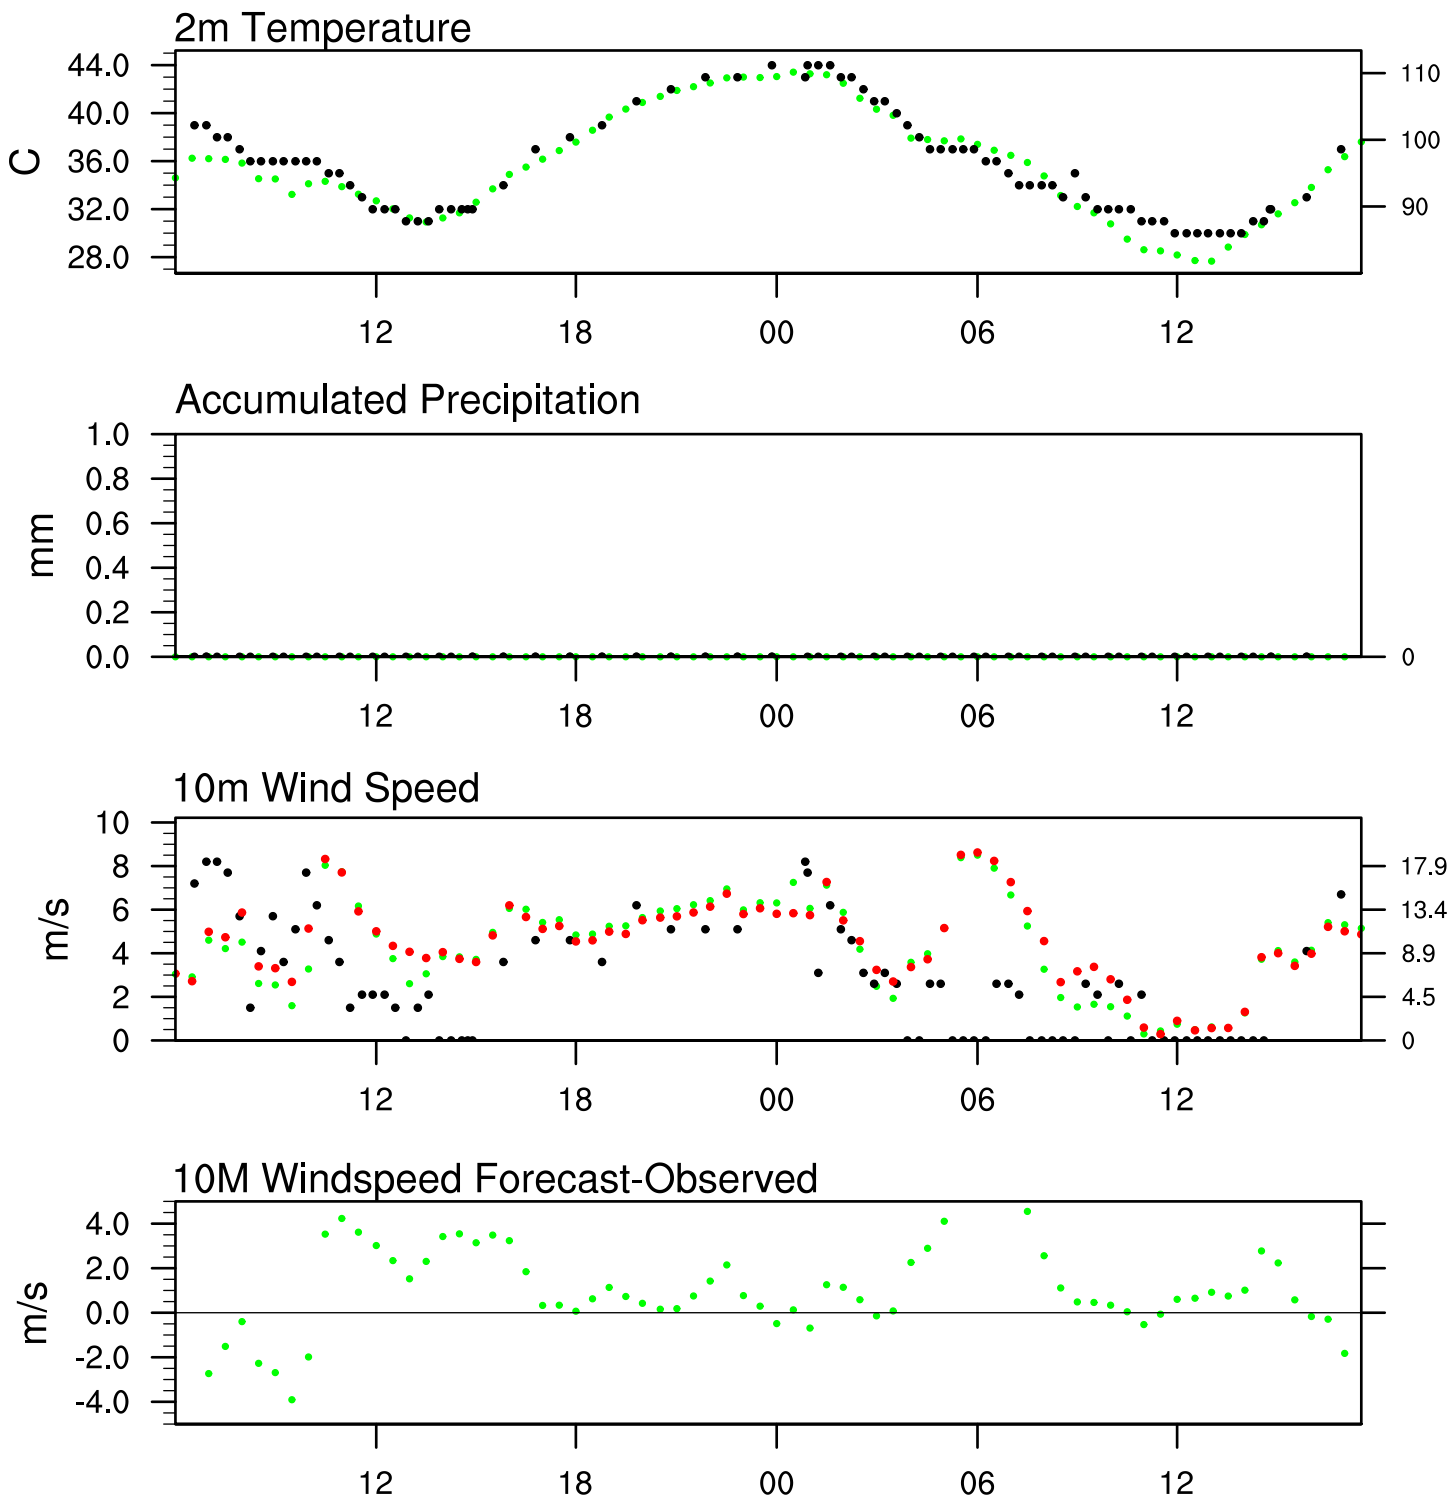 2m Temperature
44.0
40.0
36.0
32.0
28.0
C
110
100
90
12 18 00 06 12
Accumulated Precipitation
1.0
0.8
0.6
0.4
0.2
0.0
mm
0
12 18 00 06 12
10m Wind Speed
10
8
6
4
2
0
m/s
17.9
13.4
8.9
4.5
0
12 18 00 06 12
10M Windspeed Forecast-Observed
4.0
2.0
0.0
-2.0
-4.0
m/s
12 18 00 06 12